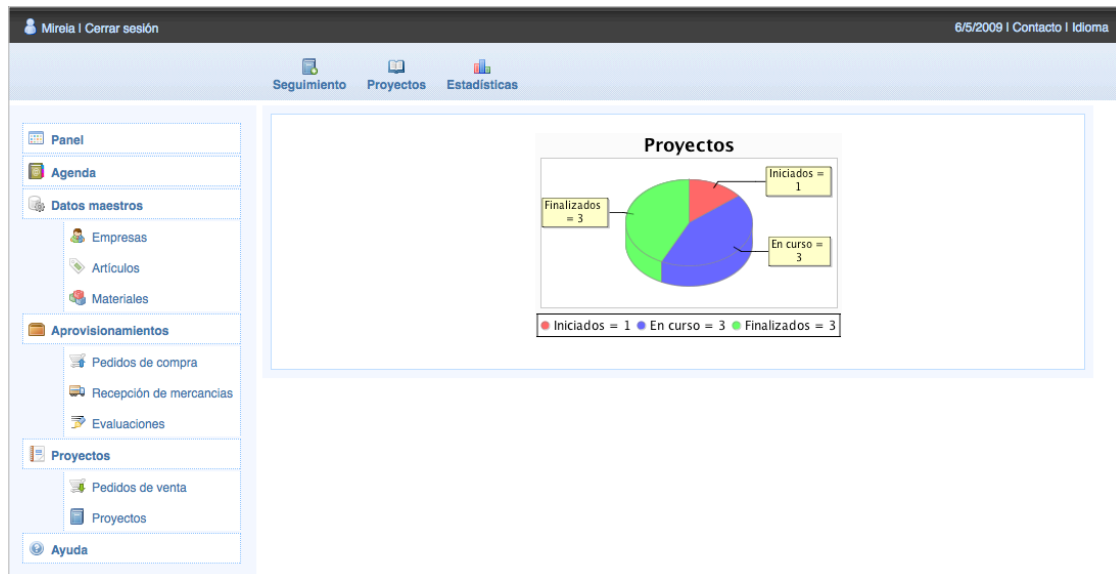 Mireia | Cerrar sesión
6/5/2009 | Contacto | Idioma
Seguimiento Proyectos Estadísticas
Panel
Agenda
Datos maestros
Empresas
Artículos
Materiales
Aprovisionamientos
Pedidos de compra
Recepción de mercancias
Evaluaciones
Proyectos
Pedidos de venta
Proyectos
Ayuda
Proyectos
Iniciados =
1
Finalizados
= 3
En curso =
3
Iniciados = 1 En curso = 3 Finalizados = 3